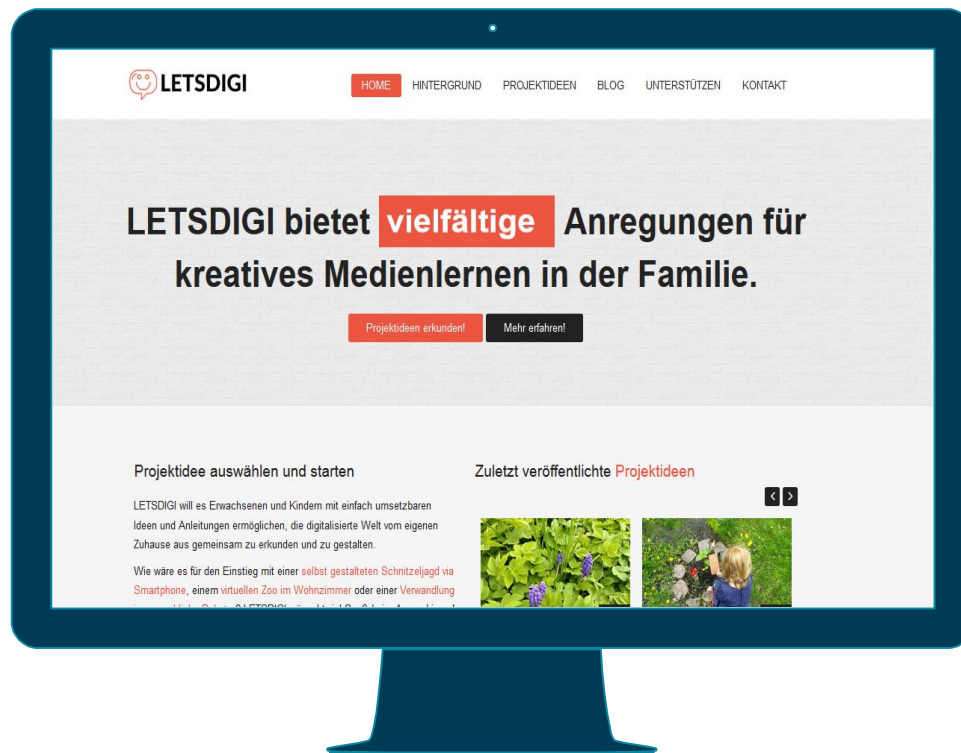 LETSDIGI
HOME HINTERGRUND PROJEKTIDEEN BLOG UNTERSTÜTZEN KONTAKT
LETSDIGI bietet vielfältige Anregungen für
kreatives Medienlernen in der Familie.
Projektideen erkunden! Mehr erfahren!
Projektidee auswählen und starten
LETSDIGI will es Erwachsenen und Kindern mit einfach umsetzbaren
Ideen und Anleitungen ermöglichen, die digitalisierte Welt vom eigenen
Zuhause aus gemeinsam zu erkunden und zu gestalten.
Wie wäre es für den Einstieg mit einer selbst gestalteten Schnitzeljagd via
Smartphone, einem virtuellen Zoo im Wohnzimmer oder einer Verwandlung
Zuletzt veröffentlichte Projektideen